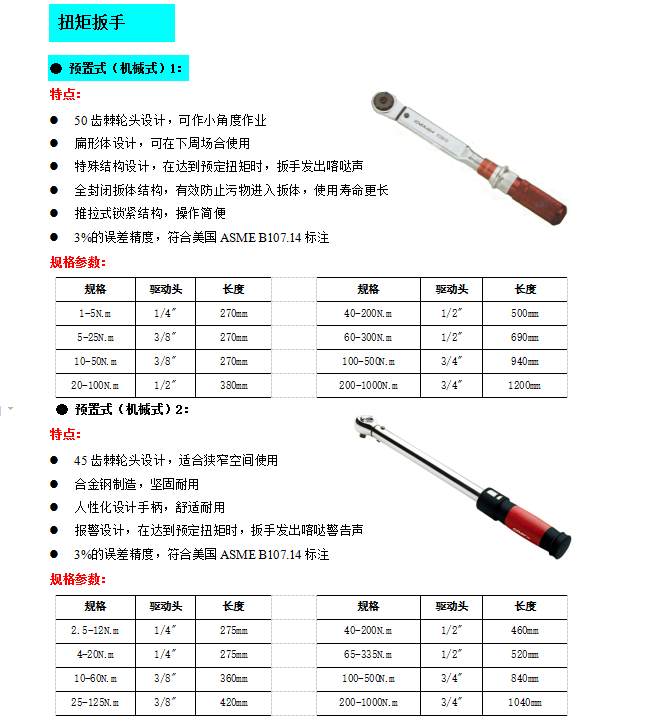 扭矩扳手
● 预置式（机械式）1：
特点：
● 50 齿棘轮头设计，可作小角度作业
● 扁形体设计，可在下周场合使用
● 特殊结构设计，在达到预定扭矩时，扳手发出喀哒声
● 全封闭扳体结构，有效防止污物进入扳体，使用寿命更长
● 推拉式锁紧结构，操作简便
● 3%的误差精度，符合美国 ASME B107.14 标注
规格参数：
规格 驱动头 长度 规格 驱动头 长度
1-5N.m 1/4″ 270mm 40-200N.m 1/2″ 500mm
5-25N.m 3/8″ 270mm 60-300N.m 1/2″ 690mm
10-50N.m 3/8″ 270mm 100-500N.m 3/4″ 940mm
20-100N.m 1/2″ 380mm 200-1000N.m 3/4″ 1200mm
● 预置式（机械式）2：
特点：
● 45 齿棘轮头设计，适合狭窄空间使用
● 合金钢制造，坚固耐用
● 人性化设计手柄，舒适耐用
● 报警设计，在达到预定扭矩时，扳手发出喀哒警告声
● 3%的误差精度，符合美国 ASME B107.14 标注
规格参数：
规格 驱动头 长度 规格 驱动头 长度
2.5-12N.m 1/4″ 275mm 40-200N.m 1/2″ 460mm
4-20N.m 1/4″ 275mm 65-335N.m 1/2″ 520mm
10-60N.m 3/8″ 360mm 100-500N.m 3/4″ 840mm
25-125N.m 3/8″ 420mm 200-1000N.m 3/4″ 1040mm